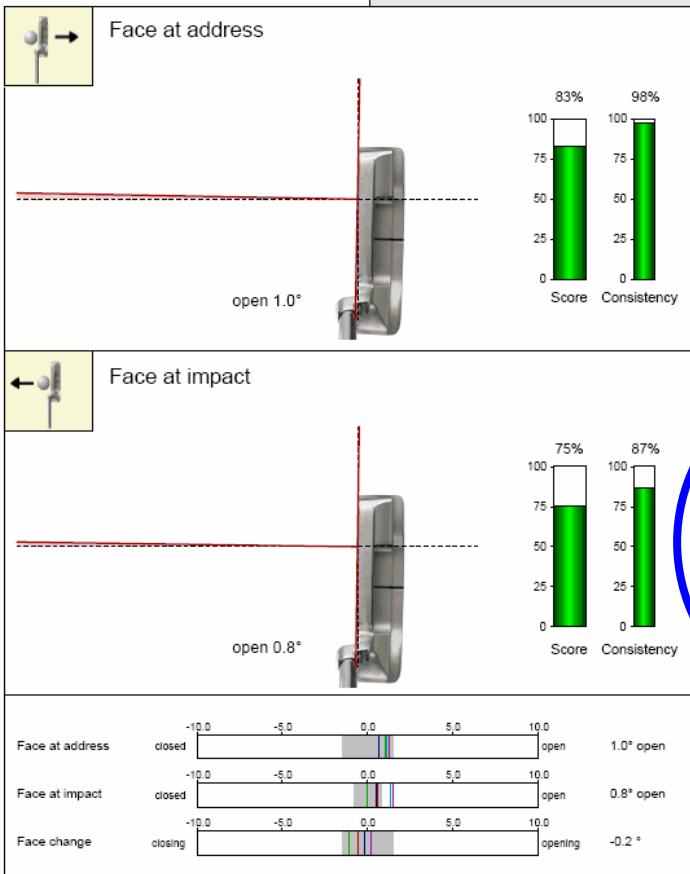 Face at address
83% 98%
100 100
75 75
50 50
25 25
0 0
Score Consistency
open 1.0°
Face at impact
75% 87%
100 100
75 75
50 50
25 25
0 0
Score Consistency
open 0.8°
-10.0 -5.0 0.0 5.0 10.0
Face at address closed open 1.0° open
-10.0 -5.0 0.0 5.0 10.0
Face at impact closed open 0.8° open
-10.0 -5.0 0.0 5.0 10.0
Face change closing opening -0.2 °